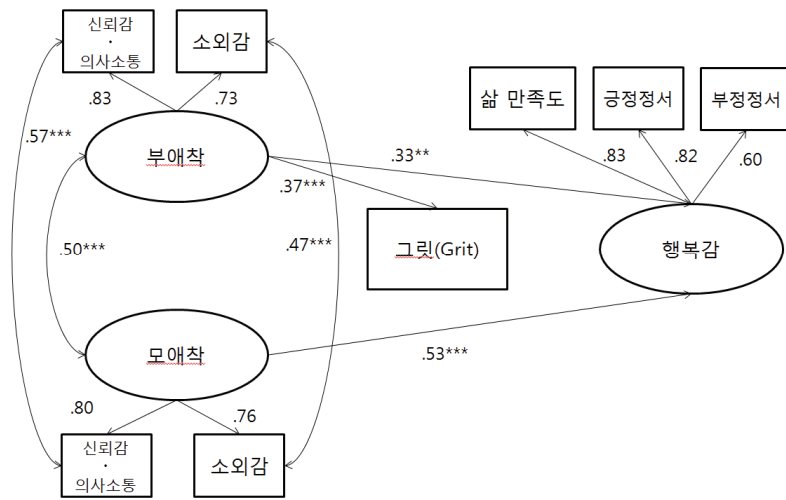 신뢰감
·
의사소통
소외감
.83
.73
.57***
부애착
삶 만족도
긍정정서
부정정서
.83
.82
.60
.33**
.37***
.50***
.47***
그릿(Grit)
행복감
모애착
.53***
.80
.76
신뢰감
·
의사소통
소외감